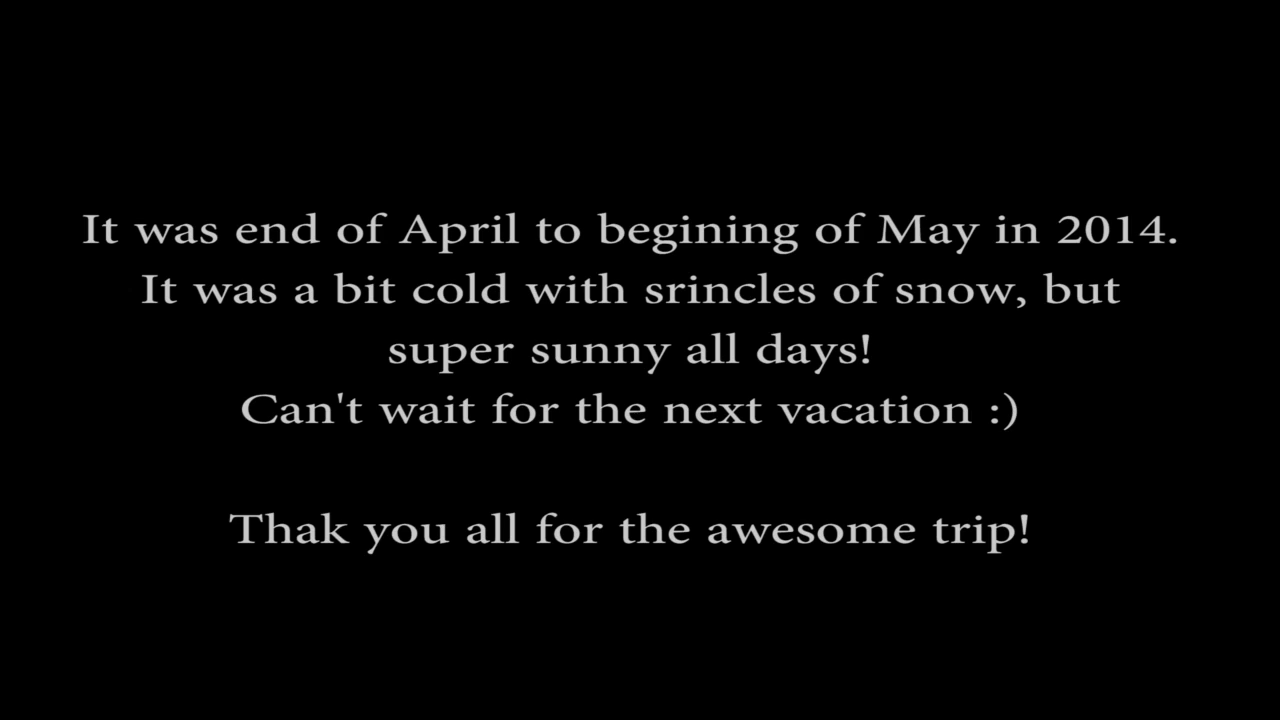 It was end of April to begining of May in 2014.
It was a bit cold with srincles of snow, but
super sunny all days!
Can't wait for the next vacation :)
Thak you all for the awesome trip!